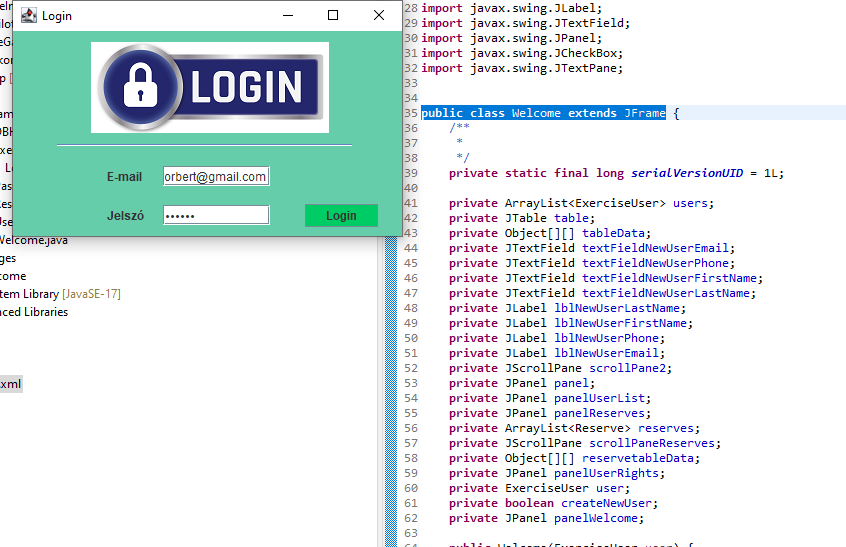 Login
LOGIN
E-mail
orbert@gmail.com
Jelszó
••••••
Login
Welcome.java
ges
come
tem Library [JavaSE-17]
nced Libraries
.xml
28 import javax.swing.JLabel;
29 import javax.swing.JTextField;
30 import javax.swing.JPanel;
31 import javax.swing.JCheckBox;
32 import javax.swing.JTextPane;
33
34
35 public class Welcome extends JFrame {
36 /**
37 *
38 */
39 private static final long serialVersionUID = 1L;
41 private ArrayList<ExerciseUser> users;
42 private JTable table;
43 private Object[][] tableData;
44 private JTextField textFieldNewUserEmail;
45 private JTextField textFieldNewUserPhone;
46 private JTextField textFieldNewUserFirstName;
47 private JTextField textFieldNewUserLastName;
48 private JLabel lblNewUserLastName;
49 private JLabel lblNewUserFirstName;
50 private JLabel lblNewUserPhone;
51 private JLabel lblNewUserEmail;
52 private JScrollPane scrollPane2;
53 private JPanel panel;
54 private JPanel panelUserList;
55 private JPanel panelReserves;
56 private ArrayList<Reserve> reserves;
57 private JScrollPane scrollPaneReserves;
58 private Object[][] reservetableData;
59 private JPanel panelUserRights;
60 private ExerciseUser user;
61 private boolean createNewUser;
62 private JPanel panelWelcome;
63